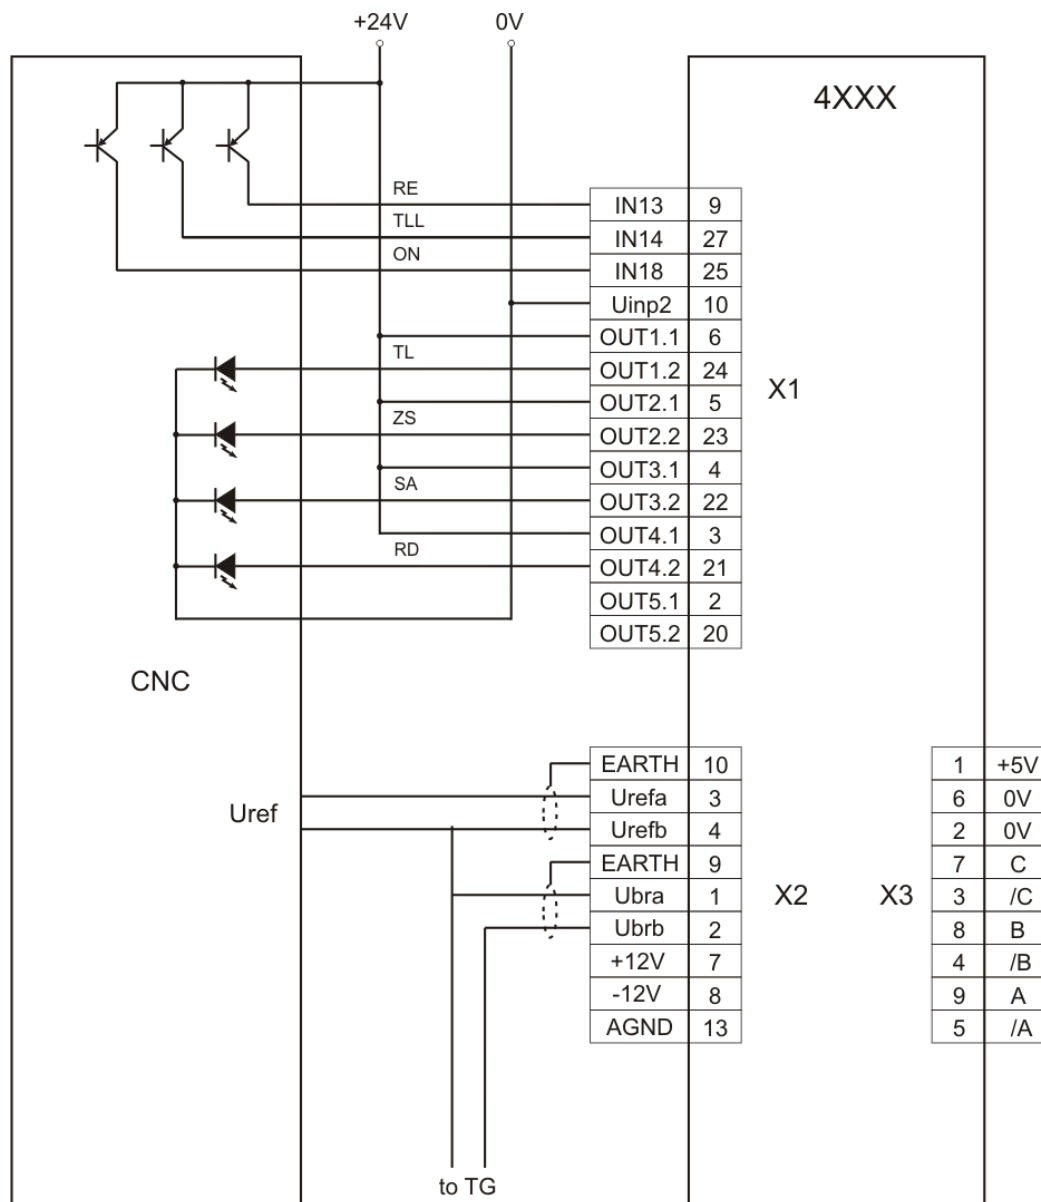 +24V 0V
4XXX
RE
IN13 9
TLL
IN14 27
ON
IN18 25
Uinp2 10
OUT1.1 6
TL
OUT1.2 24
X1
OUT2.1 5
ZS
OUT2.2 23
OUT3.1 4
SA
OUT3.2 22
OUT4.1 3
RD
OUT4.2 21
OUT5.1 2
OUT5.2 20
CNC
EARTH 10
Urefa 3
Uref
Urefb 4
EARTH 9
Ubra 1
X2
Ubrb 2
+12V 7
-12V 8
AGND 13
X3
1 +5V
6 0V
2 0V
7 C
3 /C
8 B
4 /B
9 A
5 /A
to TG